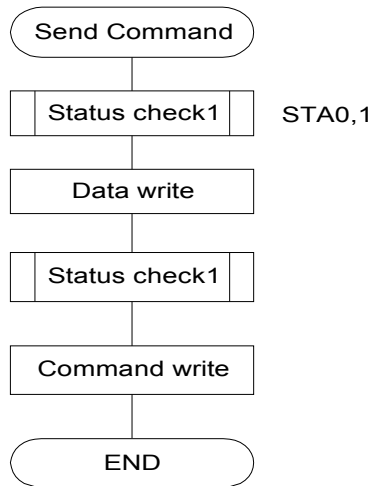 Send Command
Status check1 STA0,1
Data write
Status check1
Command write
END